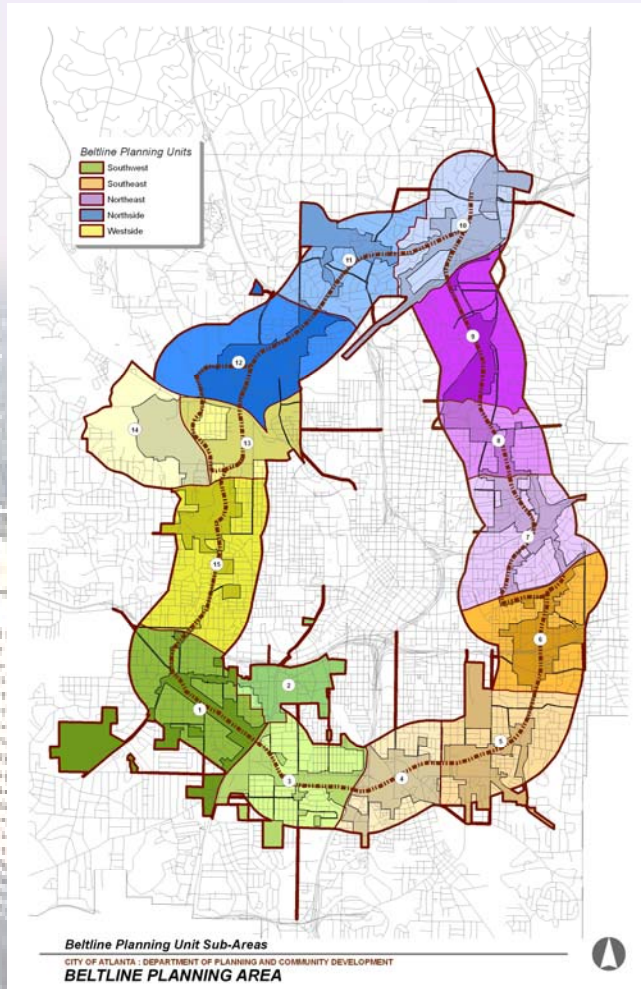 Beltline Planning Units
Southwest
Southeast
Northeast
Northside
Westside
10
11
9
12
14
13
8
7
15
6
2
1
5
3
4
Beltline Planning Unit Sub-Areas
CITY OF ATLANTA : DEPARTMENT OF PLANNING AND COMMUNITY DEVELOPMENT
BELTLINE PLANNING AREA